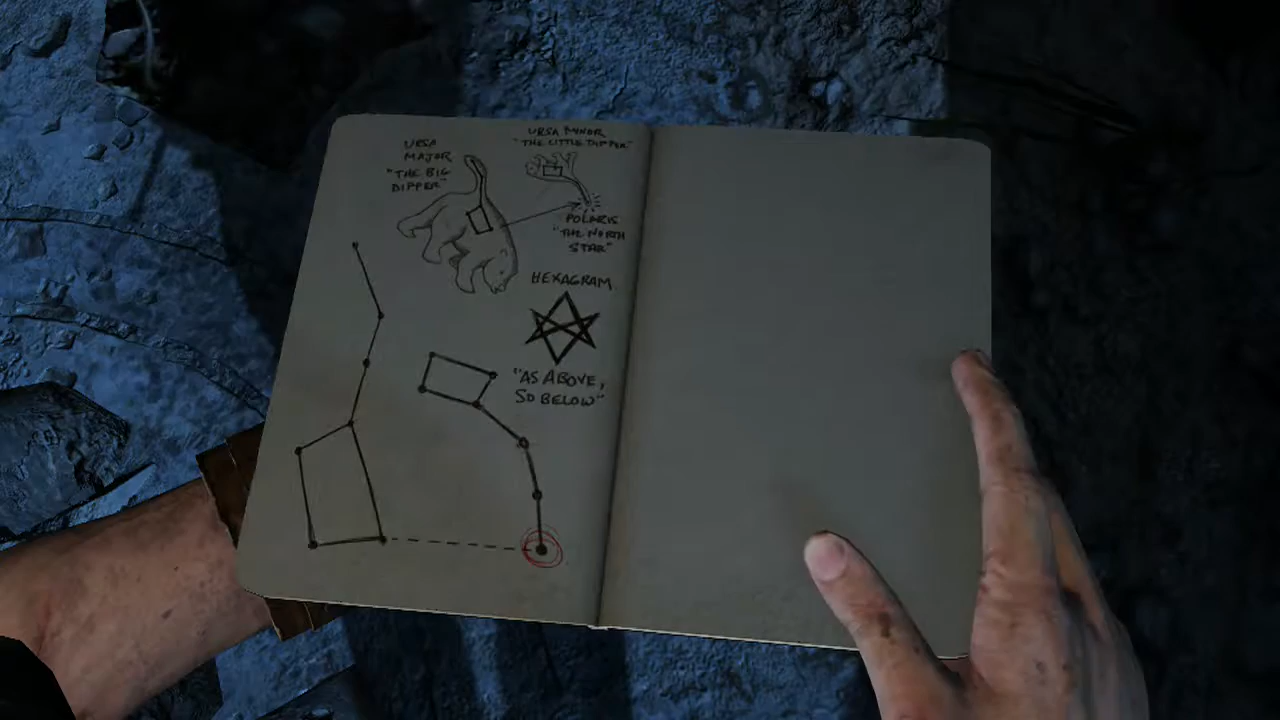 URSA
MAJOR
"THE BIG
DIPPER"
URSA MINOR
"THE LITTLE DIPPER"
POLARIS
"THE NORTH
STAR"
HEXAGRAM
"AS ABOVE,
SO BELOW"